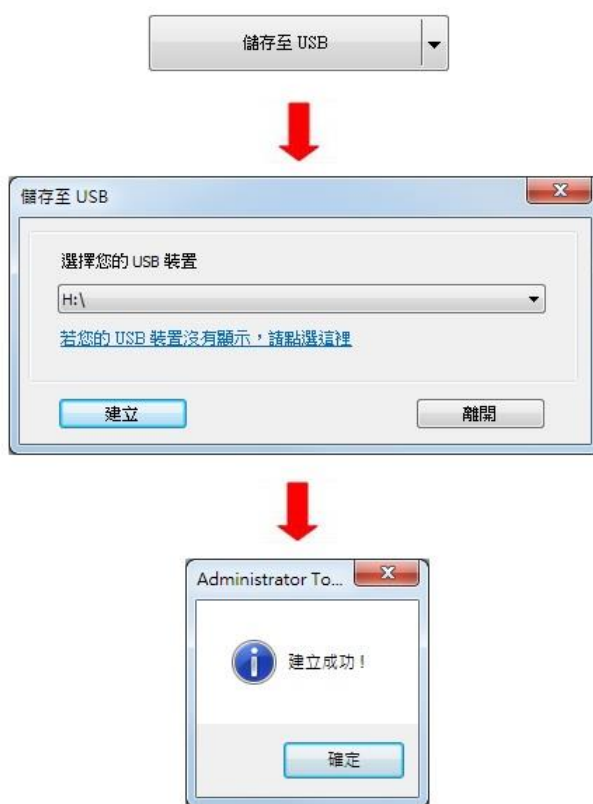 儲存至 USB
儲存至 USB
選擇您的 USB 裝置
H:\
若您的 USB 裝置沒有顯示，請點選這裡
建立
離開
Administrator To...
建立成功！
確定